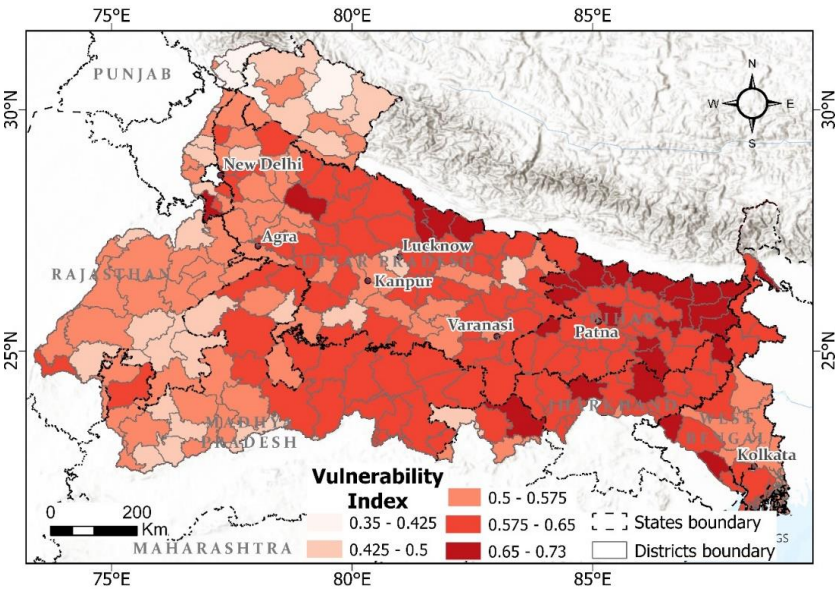 75°E 80°E 85°E
PUNJAB
N
W E
S
30°N 30°N
New Delhi
Agra
Lucknow
RAJASTHAN
UTTAR PRADESH
Kanpur
Varanasi
BIHAR
Patna
25°N 25°N
JHARKHAND
MADHYA
PRADESH
WEST
BENGAL
Kolkata
Vulnerability
Index
0.35 - 0.425
0.425 - 0.5
0.5 - 0.575
0.575 - 0.65
0.65 - 0.73
States boundary
Districts boundary
0 200
Km
MAHARASHTRA
GS
75°E 80°E 85°E